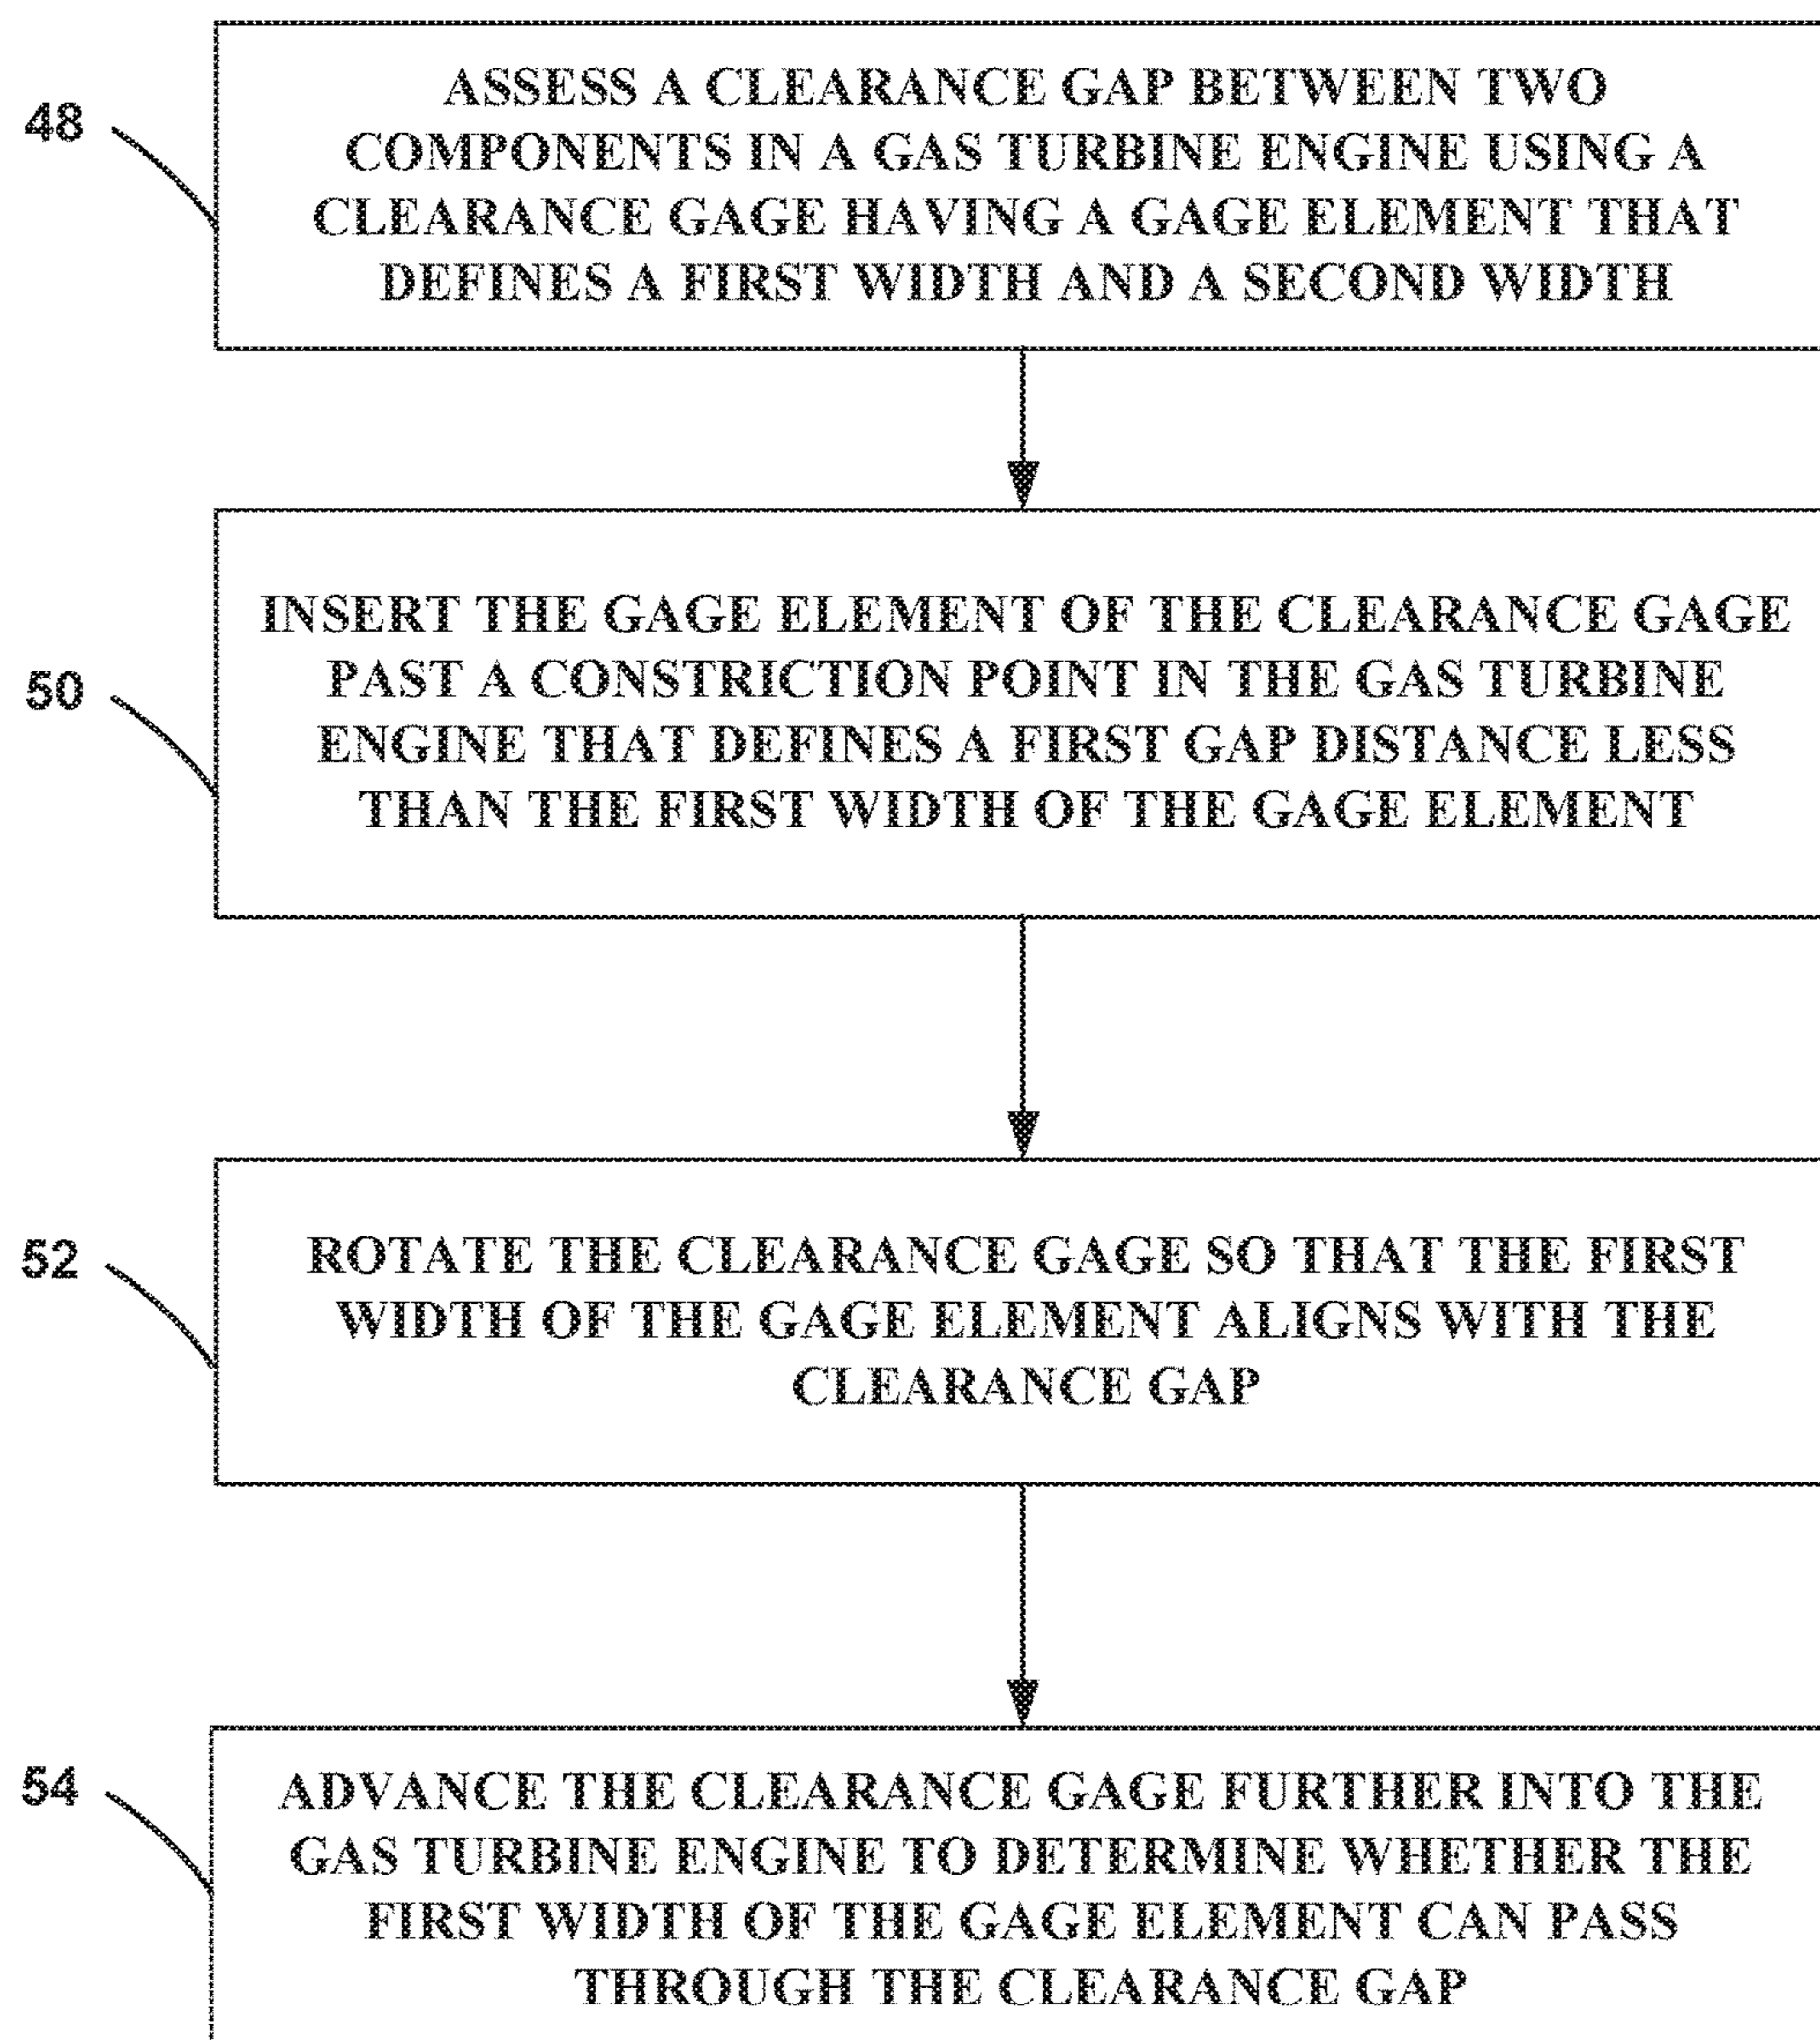 48
ASSESS A CLEARANCE GAP BETWEEN TWO
COMPONENTS IN A GAS TURBINE ENGINE USING A
CLEARANCE GAGE HAVING A GAGE ELEMENT THAT
DEFINES A FIRST WIDTH AND A SECOND WIDTH
50
INSERT THE GAGE ELEMENT OF THE CLEARANCE GAGE
PAST A CONSTRICTION POINT IN THE GAS TURBINE
ENGINE THAT DEFINES A FIRST GAP DISTANCE LESS
THAN THE FIRST WIDTH OF THE GAGE ELEMENT
52
ROTATE THE CLEARANCE GAGE SO THAT THE FIRST
WIDTH OF THE GAGE ELEMENT ALIGNS WITH THE
CLEARANCE GAP
54
ADVANCE THE CLEARANCE GAGE FURTHER INTO THE
GAS TURBINE ENGINE TO DETERMINE WHETHER THE
FIRST WIDTH OF THE GAGE ELEMENT CAN PASS
THROUGH THE CLEARANCE GAP